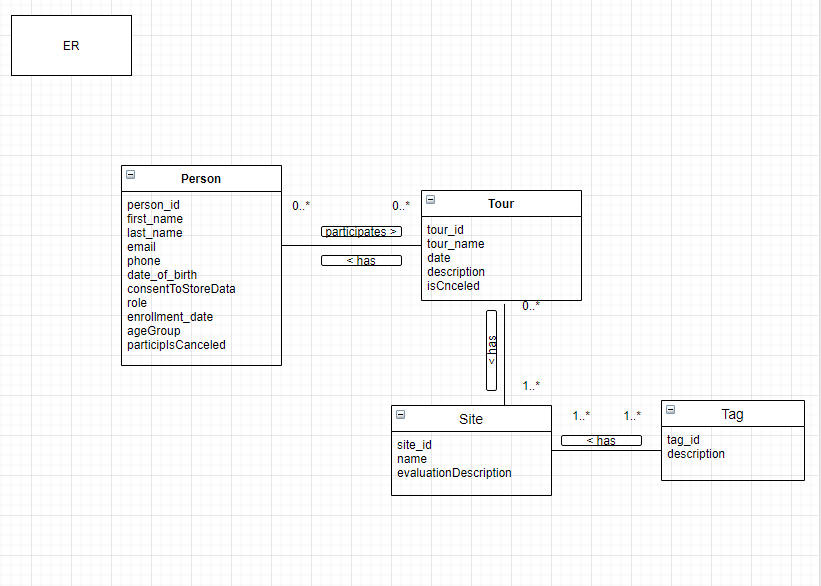 ER
Person
person_id
first_name
last_name
email
phone
date_of_birth
consentToStoreData
role
enrollment_date
ageGroup
participIsCanceled
0..*
0..*
participates >
< has
Tour
tour_id
tour_name
date
description
isCnceled
0..*
< has
1..*
Site
site_id
name
evaluationDescription
1..*
1..*
< has
Tag
tag_id
description